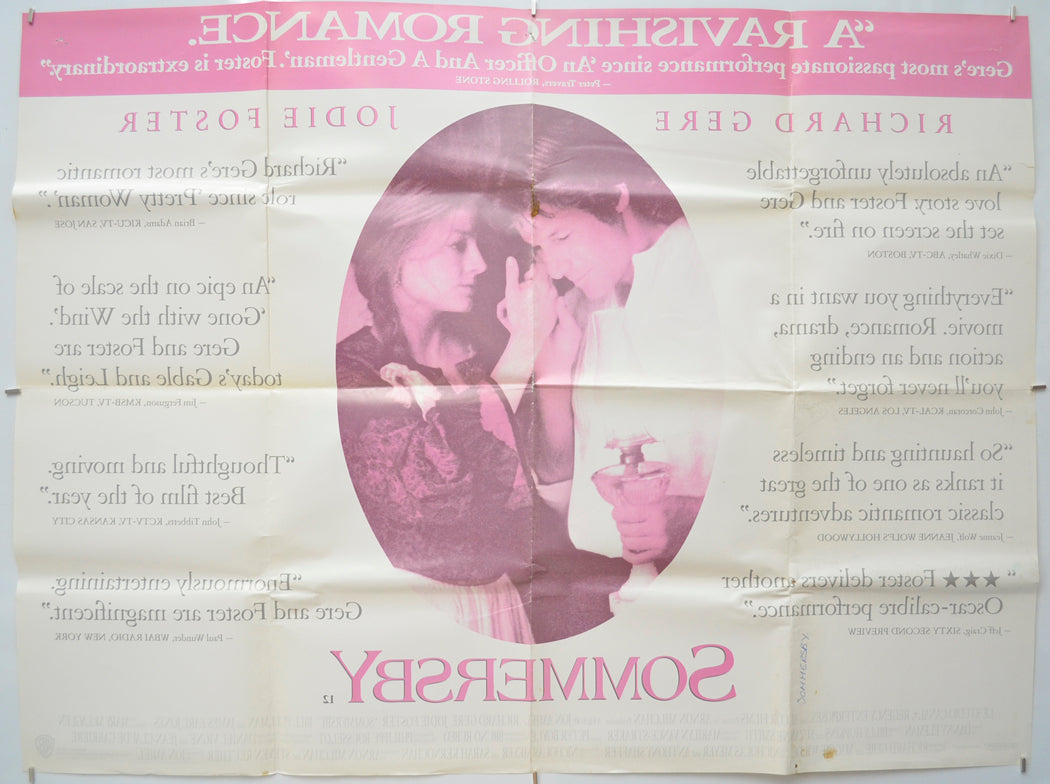 “A RAVISHING ROMANCE.
Gere’s most passionate performance since ‘An Officer And A Gentleman’. Foster is extraordinary.”
— Peter Travers, ROLLING STONE
RICHARD GERE
JODIE FOSTER
“An absolutely unforgettable
love story. Foster and Gere
set the screen on fire.”
— Dixie Whatley, ABC-TV, BOSTON
“Everything you want in a
movie. Romance, drama,
action and an ending
you’ll never forget.”
— John Corcoran, KCAL-TV, LOS ANGELES
“So haunting and timeless
it ranks as one of the great
classic romantic adventures.”
— Jeanne Wolf, JEANNE WOLF’S HOLLYWOOD
“★★★ Foster delivers another
Oscar-calibre performance.”
— Jeff Craig, SIXTY SECOND PREVIEW
“Richard Gere’s most romantic
role since ‘Pretty Woman’.”
— Brian Adams, KICU-TV, SAN JOSE
“An epic on the scale of
‘Gone with the Wind’.
Gere and Foster are
today’s Gable and Leigh.”
— Jim Ferguson, KMSB-TV, TUCSON
“Thoughtful and moving.
Best film of the year.”
— John Tibbetts, KCTV-TV, KANSAS CITY
“Enormously entertaining.
Gere and Foster are magnificent.”
— Paul Wunder, WBAI RADIO, NEW YORK
SOMMERSBY
12
SOMMERSBY